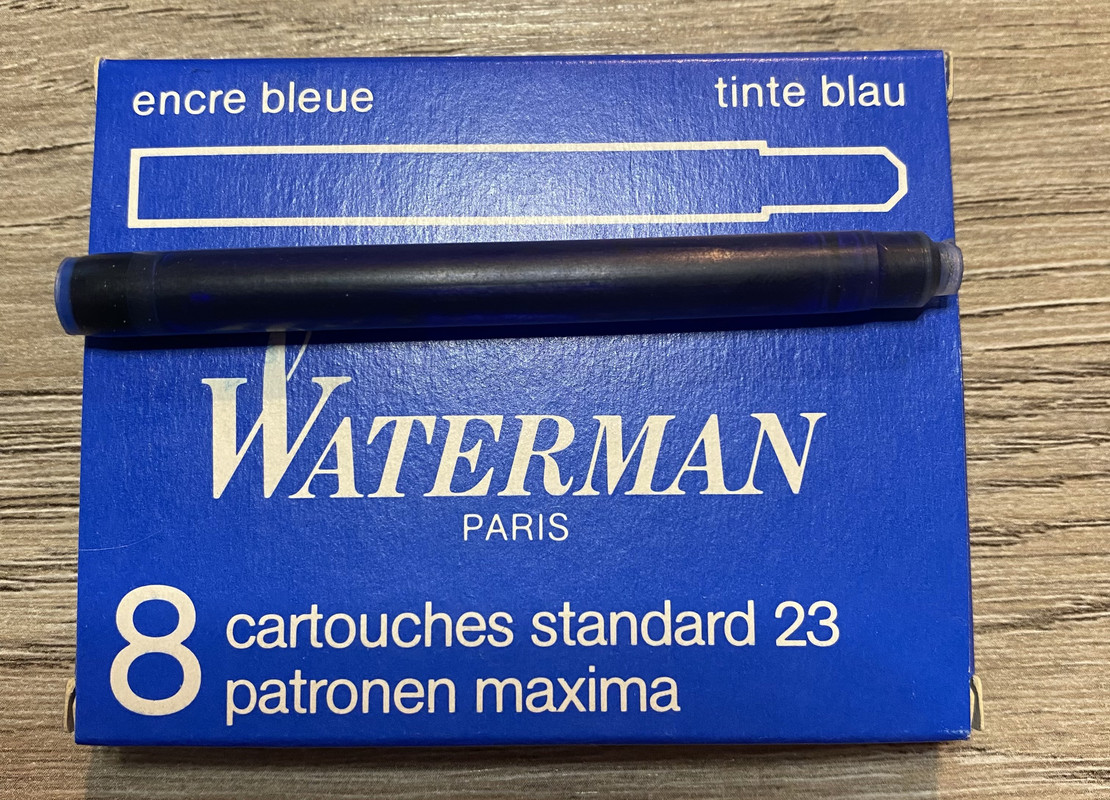 encre bleue tinte blau
WATERMAN
PARIS
8 cartouches standard 23
patronen maxima